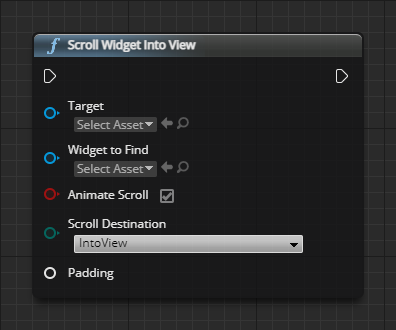 Scroll Widget Into View
Target
Select Asset
Widget to Find
Select Asset
Animate Scroll
Scroll Destination
IntoView
Padding